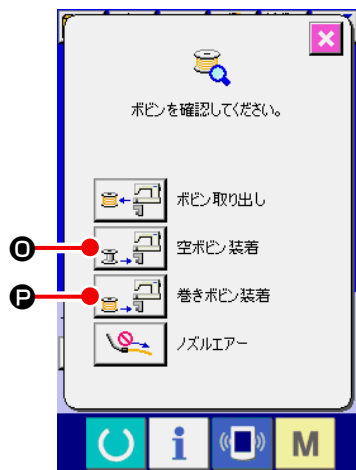 ボビンを確認してください。
ボビン取り出し
O
空ボビン装着
P
巻きボビン装着
ノズルエアー
i
M